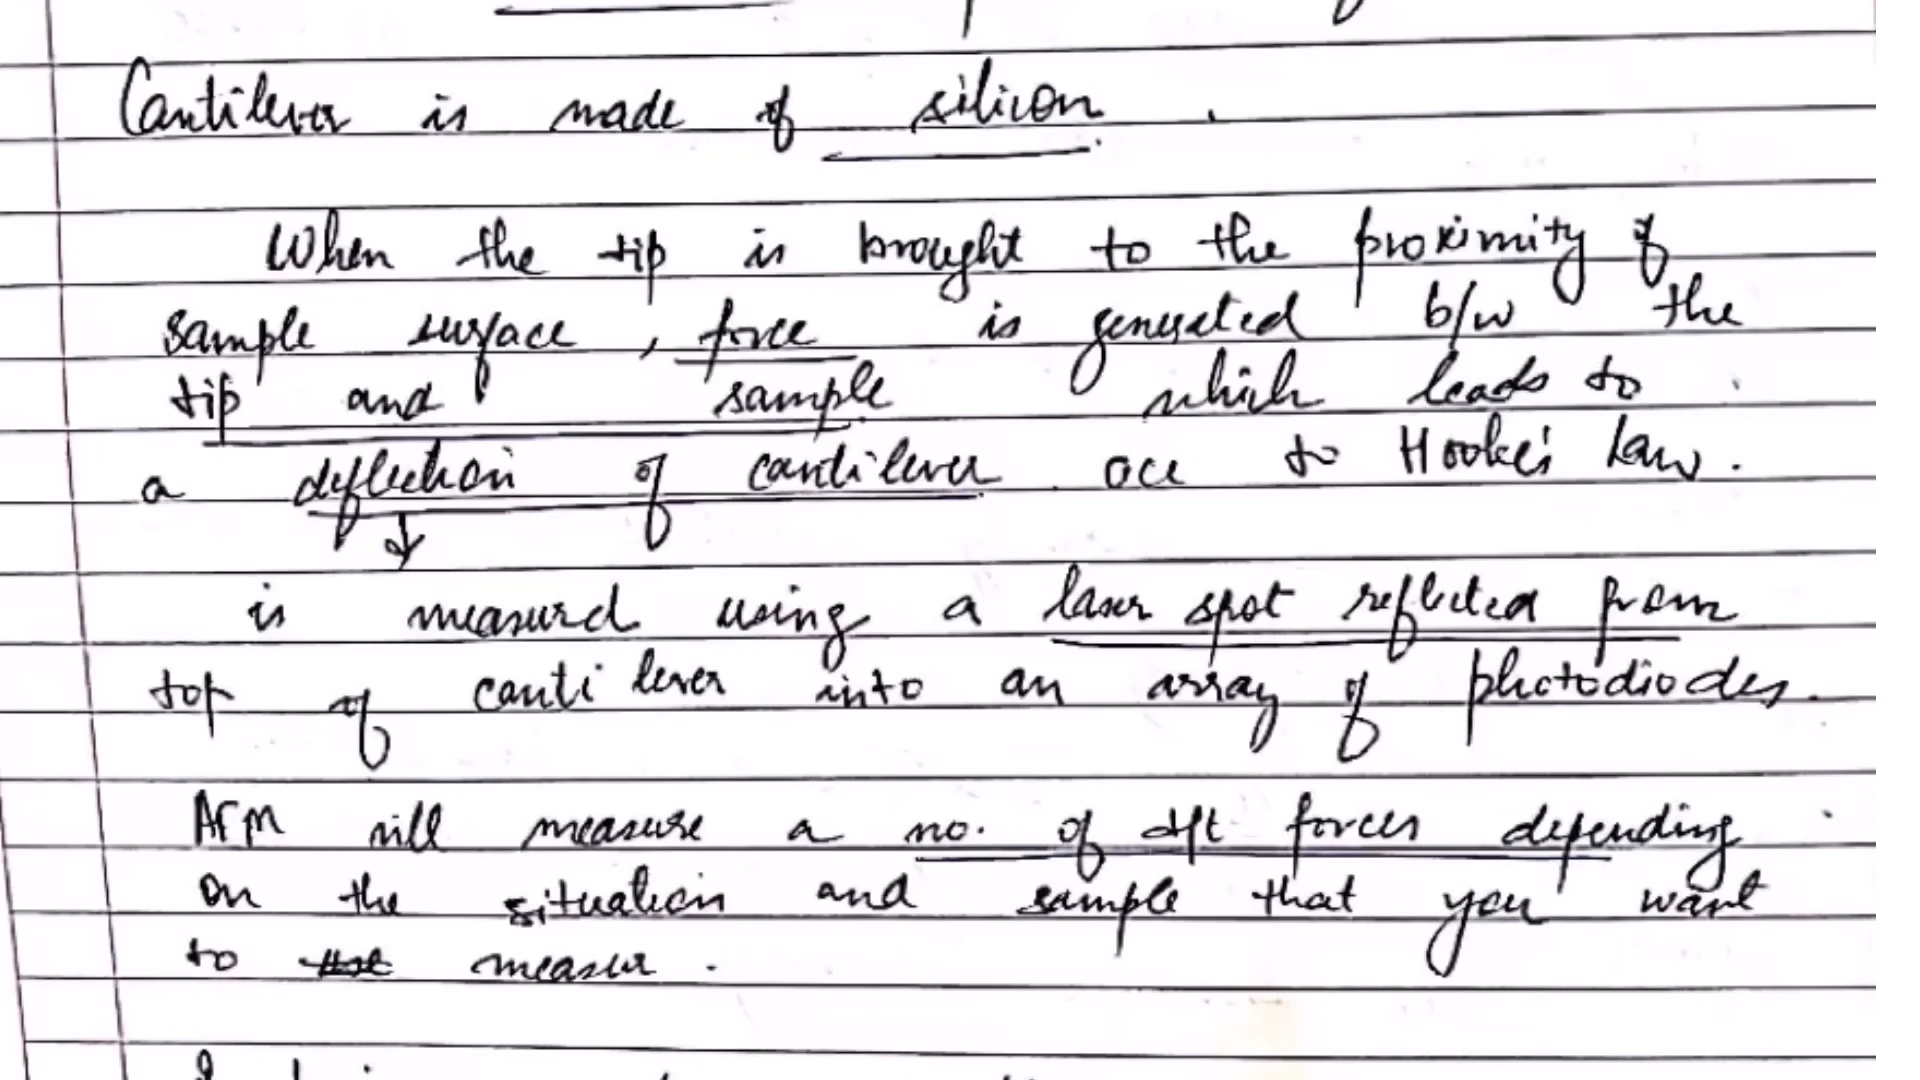 Cantilever is made of silicon.
When the tip is brought to the proximity of
sample surface, force is generated b/w the
tip and sample which leads to
a deflection of cantilever acc to Hooke's Law.
↓
is measurd using a laser spot reflected from
top of cantilever into an array of photodiodes.
AFM will measure a no. of dft forces depending
on the situation and sample that you want
to measur.